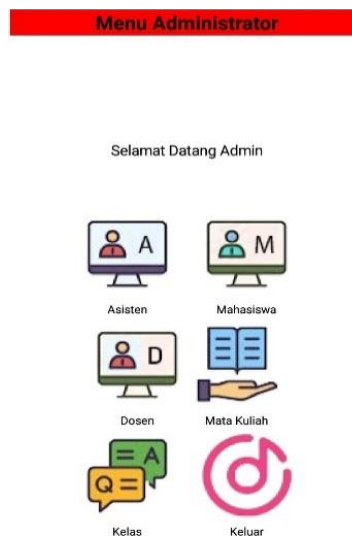 Menu Administrator
Selamat Datang Admin
A
M
Asisten
Mahasiswa
D
Dosen
Mata Kuliah
= A
Q =
Kelas
Keluar